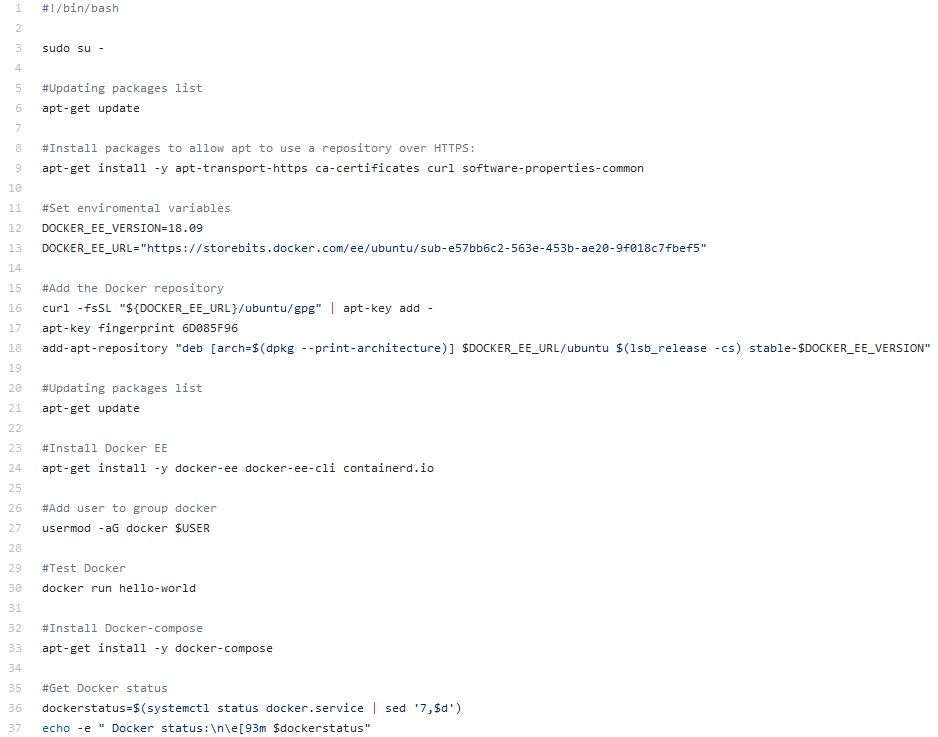 1 #!/bin/bash
2
3 sudo su -
4
5 #Updating packages list
6 apt-get update
7
8 #Install packages to allow apt to use a repository over HTTPS:
9 apt-get install -y apt-transport-https ca-certificates curl software-properties-common
10
11 #Set enviromental variables
12 DOCKER_EE_VERSION=18.09
13 DOCKER_EE_URL="https://storebits.docker.com/ee/ubuntu/sub-e57bb6c2-563e-453b-ae20-9f018c7fbef5"
14
15 #Add the Docker repository
16 curl -fsSL "${DOCKER_EE_URL}/ubuntu/gpg" | apt-key add -
17 apt-key fingerprint 6D085F96
18 add-apt-repository "deb [arch=$(dpkg --print-architecture)] $DOCKER_EE_URL/ubuntu $(lsb_release -cs) stable-$DOCKER_EE_VERSION"
19
20 #Updating packages list
21 apt-get update
22
23 #Install Docker EE
24 apt-get install -y docker-ee docker-ee-cli containerd.io
25
26 #Add user to group docker
27 usermod -aG docker $USER
28
29 #Test Docker
30 docker run hello-world
31
32 #Install Docker-compose
33 apt-get install -y docker-compose
34
35 #Get Docker status
36 dockerstatus=$(systemctl status docker.service | sed '7,$d')
37 echo -e " Docker status:\n\e[93m $dockerstatus"